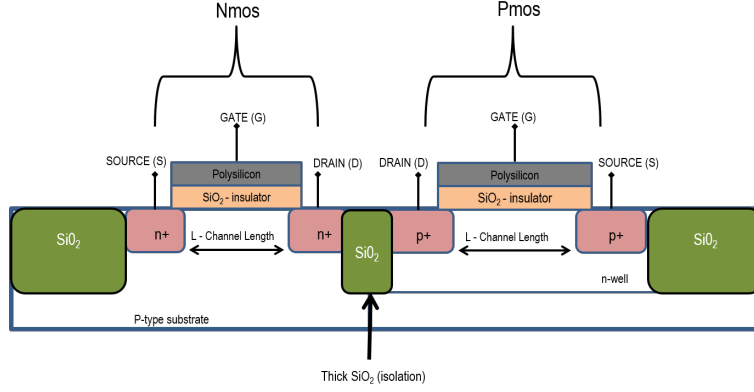 Nmos
Pmos
GATE (G)
GATE (G)
SOURCE (S)
DRAIN (D)
DRAIN (D)
SOURCE (S)
Polysilicon
Polysilicon
SiO₂ - insulator
SiO₂ - insulator
Si0₂
n+
L - Channel Length
n+
Si0₂
p+
L - Channel Length
p+
Si0₂
n-well
P-type substrate
Thick SiO₂ (isolation)